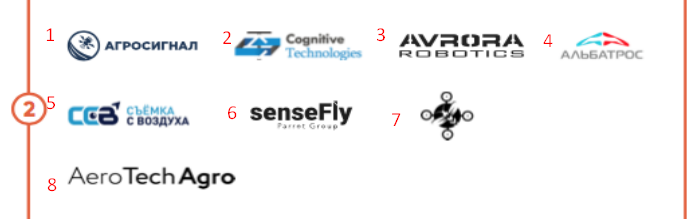 1 АГРОСИГНАЛ
2 Cognitive
Technologies
3 AVRORA
ROBOTICS
4 АЛЬБАТРОС
2
5 ССВ СЪЁМКА
С ВОЗДУХА
6 senseFly
Parrot Group
7
8 AeroTechAgro